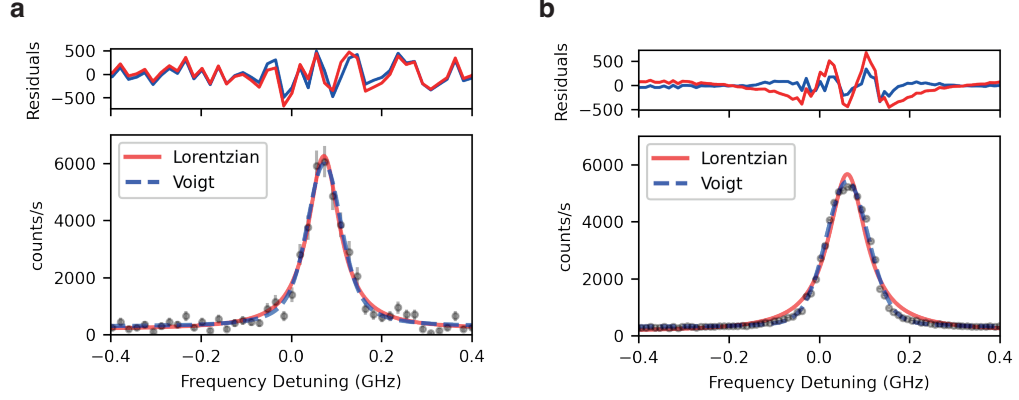 a
Residuals
500
0
−500
counts/s
6000
4000
2000
0
Lorentzian
Voigt
−0.4 −0.2 0.0 0.2 0.4
Frequency Detuning (GHz)
b
Residuals
500
0
−500
counts/s
6000
4000
2000
0
Lorentzian
Voigt
−0.4 −0.2 0.0 0.2 0.4
Frequency Detuning (GHz)